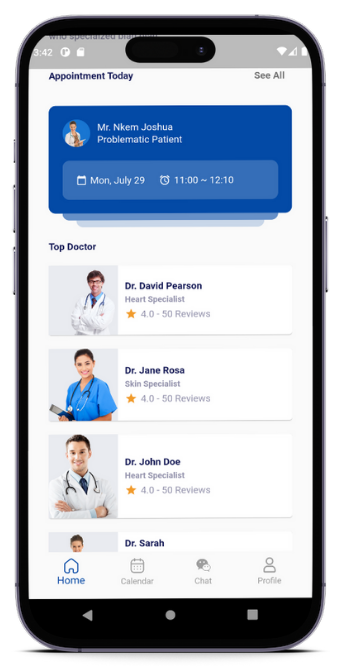 who specialized
3:42
Appointment Today
See All
Mr. Nkem Joshua
Problematic Patient
Mon, July 29
11:00 ~ 12:10
Top Doctor
Dr. David Pearson
Heart Specialist
4.0 - 50 Reviews
Dr. Jane Rosa
Skin Specialist
4.0 - 50 Reviews
Dr. John Doe
Heart Specialist
4.0 - 50 Reviews
Dr. Sarah
Home
Calendar
Chat
Profile